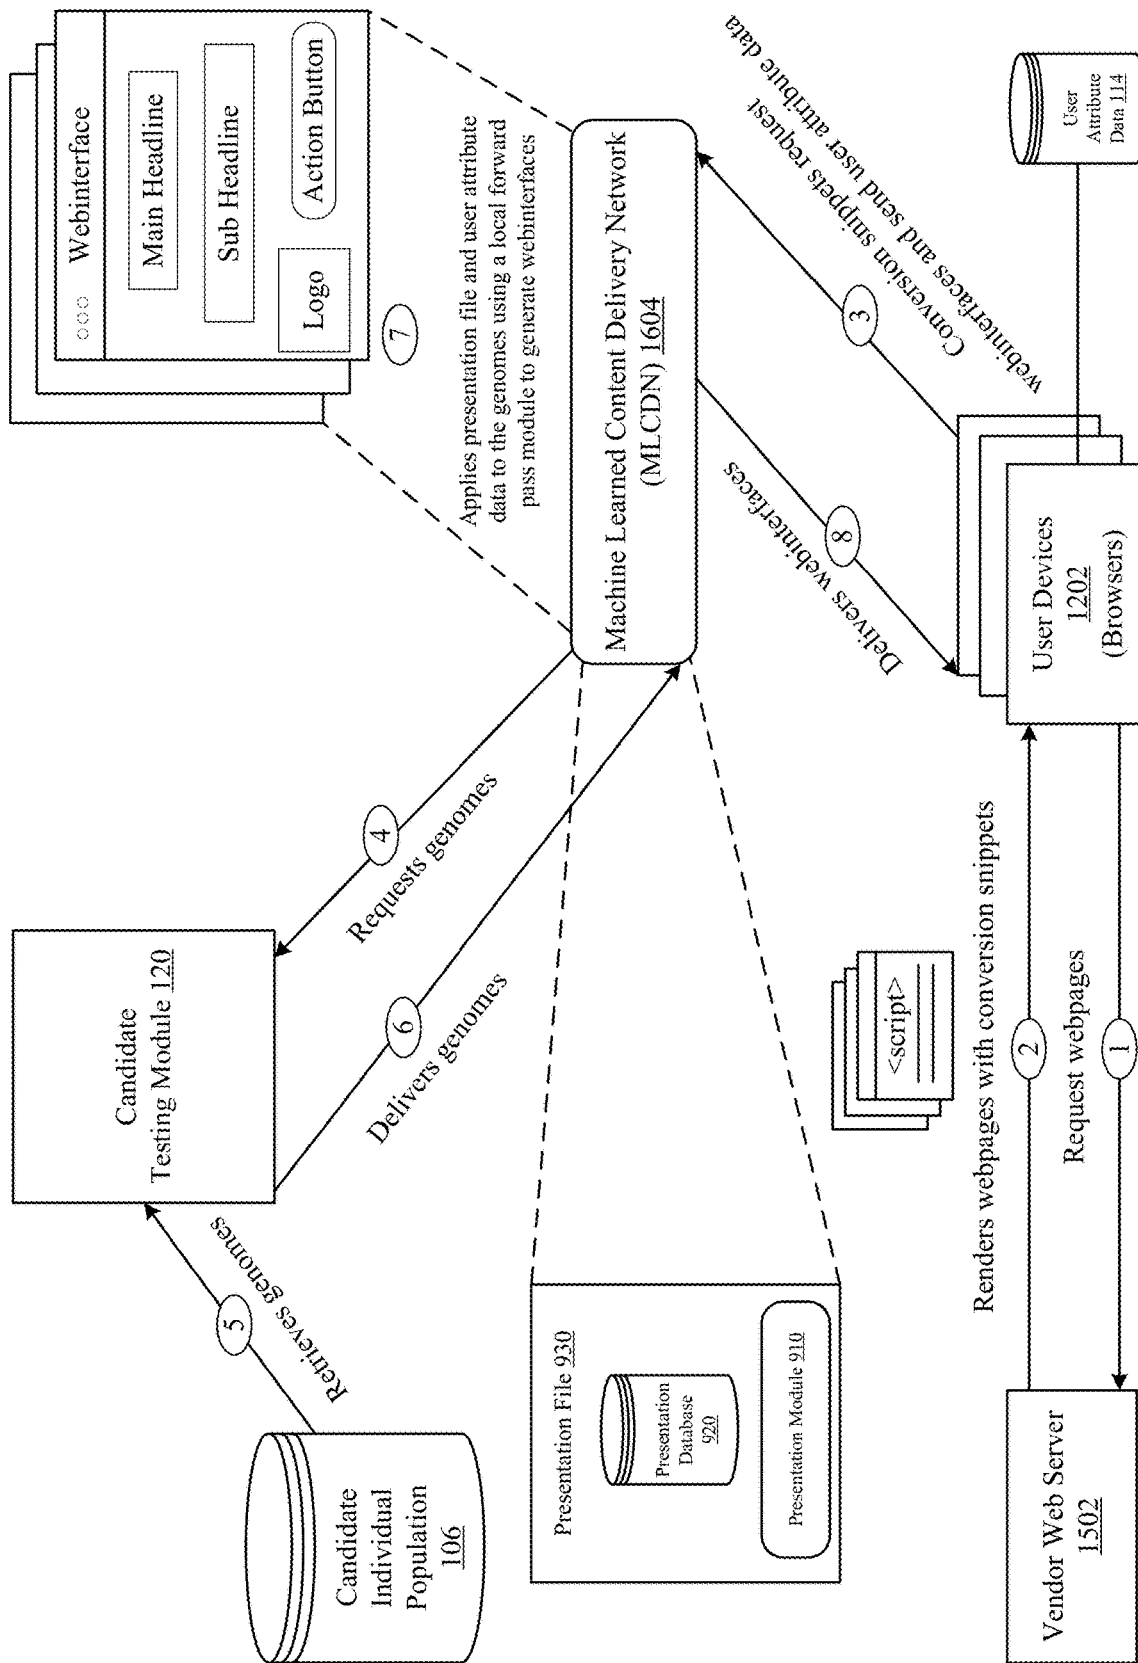 Candidate
Individual
Population
106
5
Retrieves genomes
Candidate
Testing Module 120
4
Requests genomes
6
Delivers genomes
Webinterface
Main Headline
Sub Headline
Logo
Action Button
7
Applies presentation file and user attribute
data to the genomes using a local forward
pass module to generate webinterfaces
Presentation File 930
Presentation
Database
920
Presentation Module 910
Machine Learned Content Delivery Network
(MLCDN) 1604
8
Delivers webinterfaces
3
Conversion snippets request
webinterfaces and send user attribute data
<script>
Renders webpages with conversion snippets
2
Request webpages
1
Vendor Web Server
1502
User Devices
1202
(Browsers)
User
Attribute
Data 114